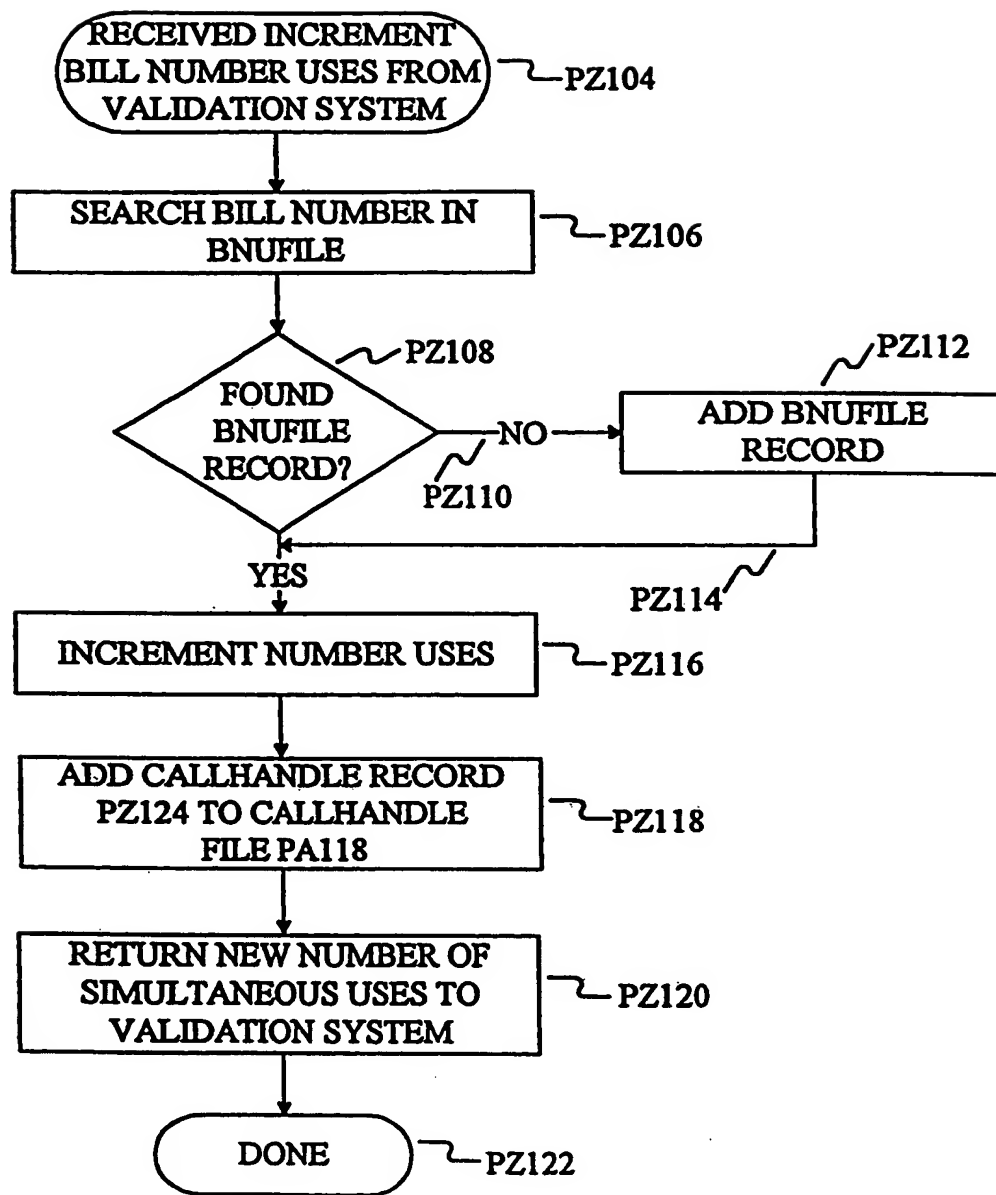 RECEIVED INCREMENT
BILL NUMBER USES FROM
VALIDATION SYSTEM
PZ104
SEARCH BILL NUMBER IN
BNUFILE
PZ106
PZ108
FOUND
BNUFILE
RECORD?
NO
PZ110
PZ112
ADD BNUFILE
RECORD
PZ114
YES
INCREMENT NUMBER USES
PZ116
ADD CALLHANDLE RECORD
PZ124 TO CALLHANDLE
FILE PA118
PZ118
RETURN NEW NUMBER OF
SIMULTANEOUS USES TO
VALIDATION SYSTEM
PZ120
DONE
PZ122